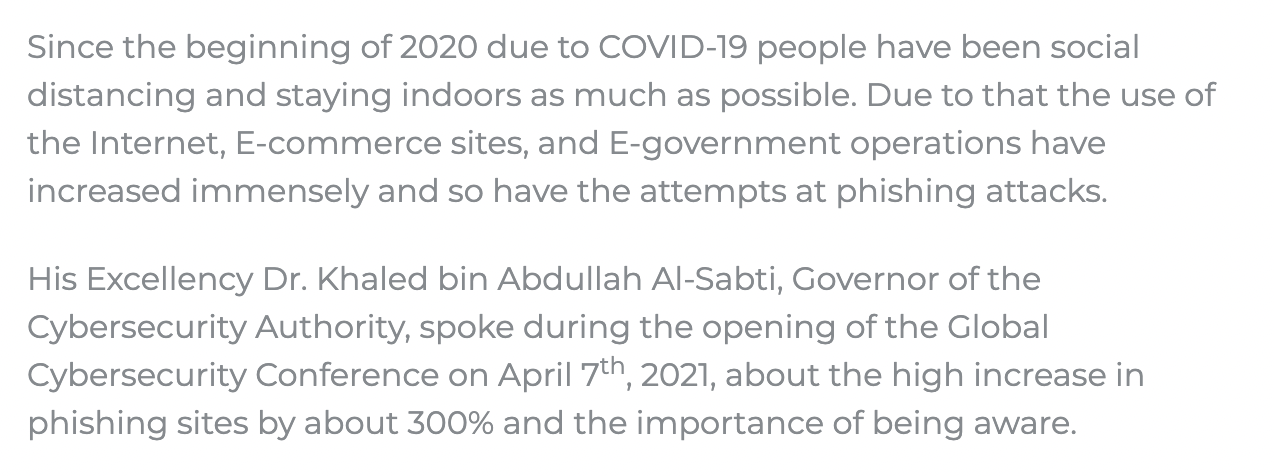 Since the beginning of 2020 due to COVID-19 people have been social
distancing and staying indoors as much as possible. Due to that the use of
the Internet, E-commerce sites, and E-government operations have
increased immensely and so have the attempts at phishing attacks.
His Excellency Dr. Khaled bin Abdullah Al-Sabti, Governor of the
Cybersecurity Authority, spoke during the opening of the Global
Cybersecurity Conference on April 7th, 2021, about the high increase in
phishing sites by about 300% and the importance of being aware.